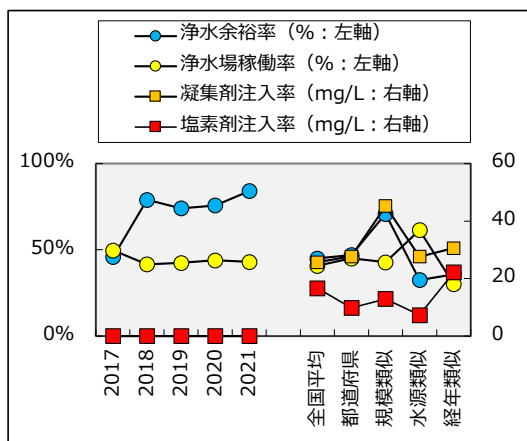 浄水余裕率（%：左軸）
浄水場稼働率（%：左軸）
凝集剤注入率（mg/L：右軸）
塩素剤注入率（mg/L：右軸）
100%
50%
0%
60
40
20
0
2017
2018
2019
2020
2021
全国平均
都道府県
規模類似
水源類似
経年類似